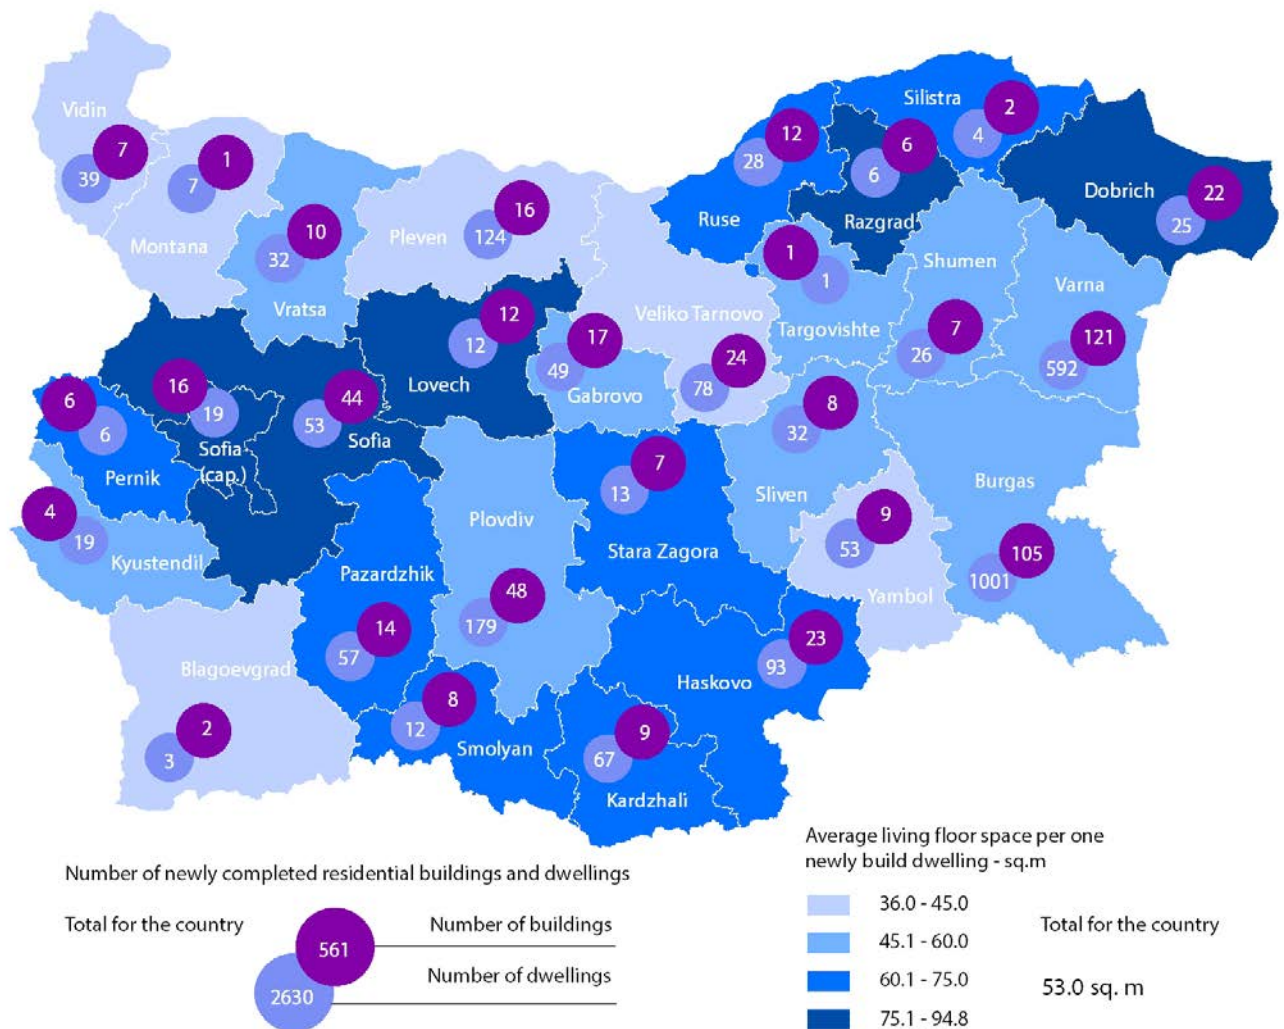 Vidin
7
39
1
7
Montana
10
32
Vratsa
16
124
Pleven
12
28
Ruse
Silistra
2
4
6
6
Razgrad
Dobrich
22
25
1
1
Targovishte
Shumen
7
26
Varna
121
592
12
12
Lovech
17
49
Gabrovo
Veliko Tarnovo
24
78
16
19
Sofia
(cap.)
44
53
Sofia
6
6
Pernik
4
19
Kyustendil
8
32
Sliven
7
13
Stara Zagora
Plovdiv
48
179
Pazardzhik
14
57
Burgas
105
1001
9
53
Yambol
23
93
Haskovo
Blagoevgrad
2
3
8
12
Smolyan
9
67
Kardzhali
Number of newly completed residential buildings and dwellings
Total for the country
561
Number of buildings
2630
Number of dwellings
Average living floor space per one
newly build dwelling - sq.m
36.0 - 45.0
45.1 - 60.0
60.1 - 75.0
75.1 - 94.8
Total for the country
53.0 sq. m